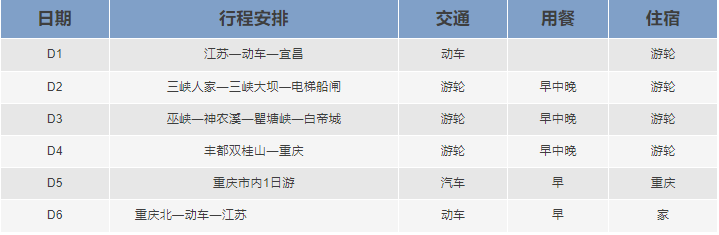 日期 行程安排 交通 用餐 住宿
D1 江苏—动车—宜昌 动车 游轮
D2 三峡人家—三峡大坝—电梯船闸 游轮 早中晚 游轮
D3 巫峡—神农溪—瞿塘峡—白帝城 游轮 早中晚 游轮
D4 丰都双桂山—重庆 游轮 早中晚 游轮
D5 重庆市内1日游 汽车 早 重庆
D6 重庆北—动车—江苏 动车 早 家